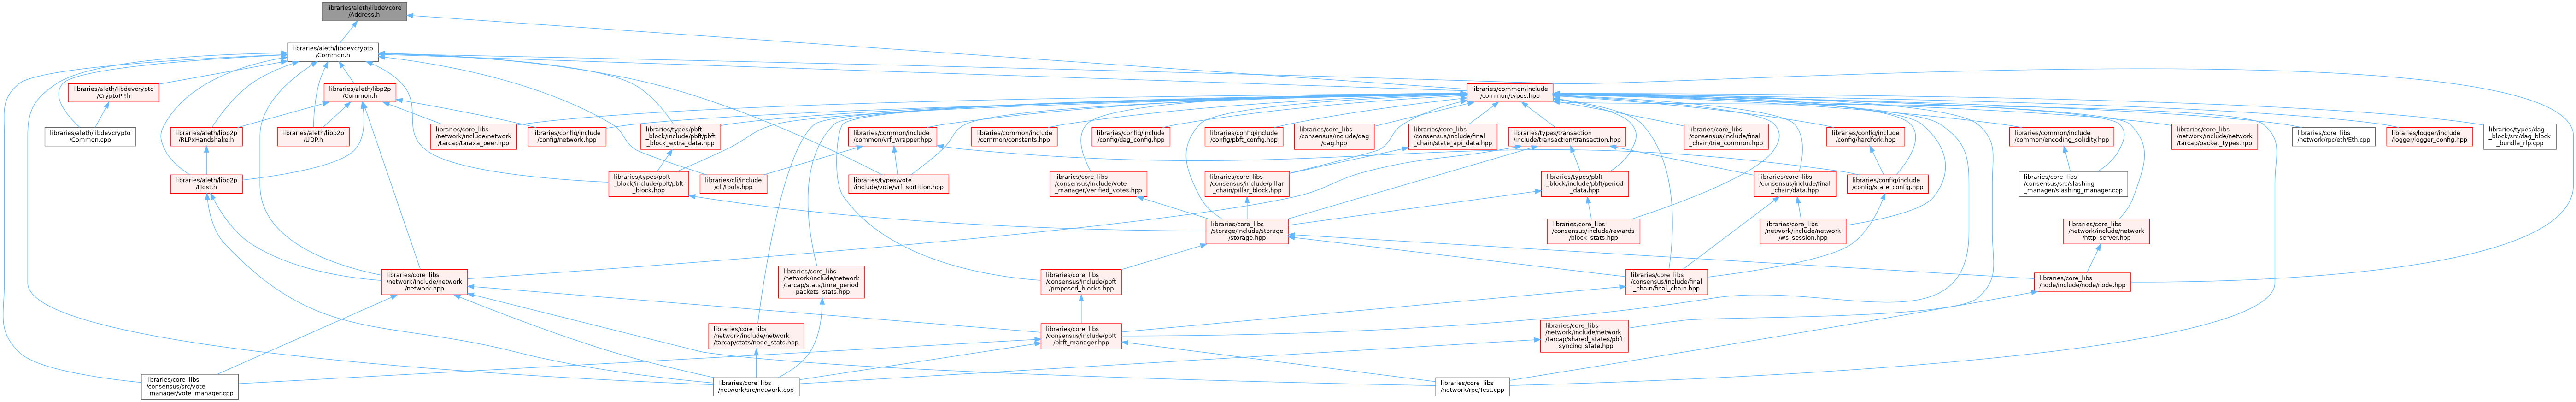 libraries/aleth/libdevcore
/Address.h
libraries/aleth/libdevcrypto
/Common.h
libraries/aleth/libdevcrypto
/CryptoPP.h
libraries/aleth/libp2p
/Common.h
libraries/common/include
/common/types.hpp
libraries/aleth/libdevcrypto
/Common.cpp
libraries/aleth/libp2p
/RLPxHandshake.h
libraries/aleth/libp2p
/UDP.h
libraries/core_libs
/network/include/network
/tarcap/taraxa_peer.hpp
libraries/config/include
/config/network.hpp
libraries/types/pbft
_block/include/pbft/pbft
_block_extra_data.hpp
libraries/common/include
/common/vrf_wrapper.hpp
libraries/common/include
/common/constants.hpp
libraries/config/include
/config/dag_config.hpp
libraries/config/include
/config/pbft_config.hpp
libraries/core_libs
/consensus/include/dag
/dag.hpp
libraries/core_libs
/consensus/include/final
_chain/state_api_data.hpp
libraries/types/transaction
/include/transaction/transaction.hpp
libraries/core_libs
/consensus/include/final
_chain/trie_common.hpp
libraries/config/include
/config/hardfork.hpp
libraries/common/include
/common/encoding_solidity.hpp
libraries/core_libs
/network/include/network
/tarcap/packet_types.hpp
libraries/core_libs
/network/rpc/eth/Eth.cpp
libraries/logger/include
/logger/logger_config.hpp
libraries/types/dag
_block/src/dag_block
_bundle_rlp.cpp
libraries/aleth/libp2p
/Host.h
libraries/types/pbft
_block/include/pbft/pbft
_block.hpp
libraries/cli/include
/cli/tools.hpp
libraries/types/vote
/include/vote/vrf_sortition.hpp
libraries/core_libs
/consensus/include/vote
_manager/verified_votes.hpp
libraries/core_libs
/consensus/include/pillar
_chain/pillar_block.hpp
libraries/types/pbft
_block/include/pbft/period
_data.hpp
libraries/core_libs
/consensus/include/final
_chain/data.hpp
libraries/config/include
/config/state_config.hpp
libraries/core_libs
/consensus/src/slashing
_manager/slashing_manager.cpp
libraries/core_libs
/storage/include/storage
/storage.hpp
libraries/core_libs
/consensus/include/rewards
/block_stats.hpp
libraries/core_libs
/network/include/network
/ws_session.hpp
libraries/core_libs
/network/include/network
/http_server.hpp
libraries/core_libs
/network/include/network
/network.hpp
libraries/core_libs
/network/include/network
/tarcap/stats/time_period
_packets_stats.hpp
libraries/core_libs
/consensus/include/pbft
/proposed_blocks.hpp
libraries/core_libs
/consensus/include/final
_chain/final_chain.hpp
libraries/core_libs
/node/include/node/node.hpp
libraries/core_libs
/network/include/network
/tarcap/stats/node_stats.hpp
libraries/core_libs
/consensus/include/pbft
/pbft_manager.hpp
libraries/core_libs
/network/include/network
/tarcap/shared_states/pbft
_syncing_state.hpp
libraries/core_libs
/consensus/src/vote
_manager/vote_manager.cpp
libraries/core_libs
/network/src/network.cpp
libraries/core_libs
/network/rpc/Test.cpp